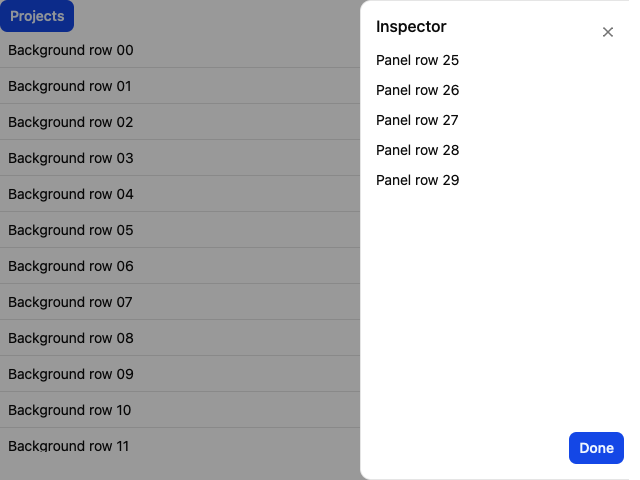 Projects
Background row 00
Background row 01
Background row 02
Background row 03
Background row 04
Background row 05
Background row 06
Background row 07
Background row 08
Background row 09
Background row 10
Background row 11
Inspector
Panel row 25
Panel row 26
Panel row 27
Panel row 28
Panel row 29
Done